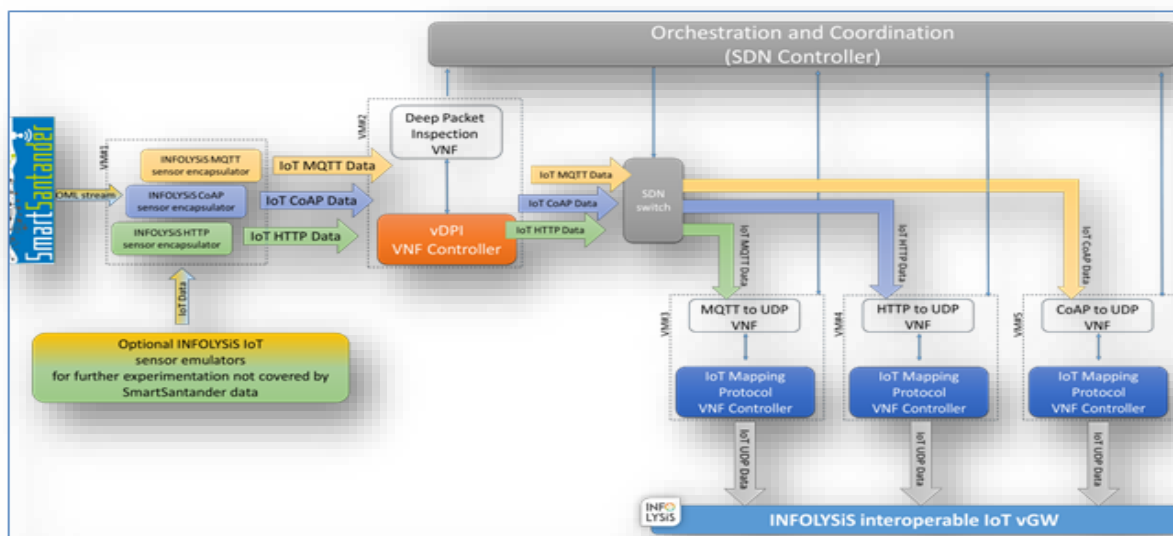 Orchestration and Coordination
(SDN Controller)
SmartSantander
OML stream
VM#1
INFOLYSiS MQTT
sensor encapsulator
INFOLYSiS CoAP
sensor encapsulator
INFOLYSiS HTTP
sensor encapsulator
IoT MQTT Data
IoT CoAP Data
IoT HTTP Data
VM#2
Deep Packet
Inspection
VNF
vDPI
VNF Controller
IoT MQTT Data
IoT CoAP Data
IoT HTTP Data
SDN
switch
IoT Data
Optional INFOLYSiS IoT
sensor emulators
for further experimentation not covered by
SmartSantander data
IoT MQTT Data
IoT HTTP Data
IoT CoAP Data
VM#3
MQTT to UDP
VNF
IoT Mapping
Protocol
VNF Controller
VM#4
HTTP to UDP
VNF
IoT Mapping
Protocol
VNF Controller
VM#5
CoAP to UDP
VNF
IoT Mapping
Protocol
VNF Controller
IoT UDP Data
IoT UDP Data
IoT UDP Data
INFO
LYSiS
INFOLYSiS interoperable IoT vGW